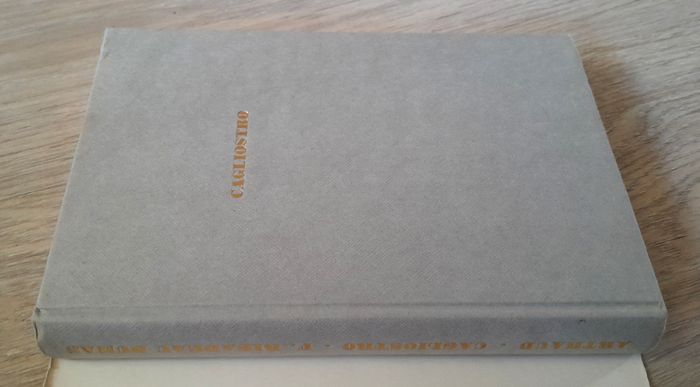 CAGLIOSTRO
ARTHAUD · CAGLIOSTRO · F. RIBADEAU DUMAS